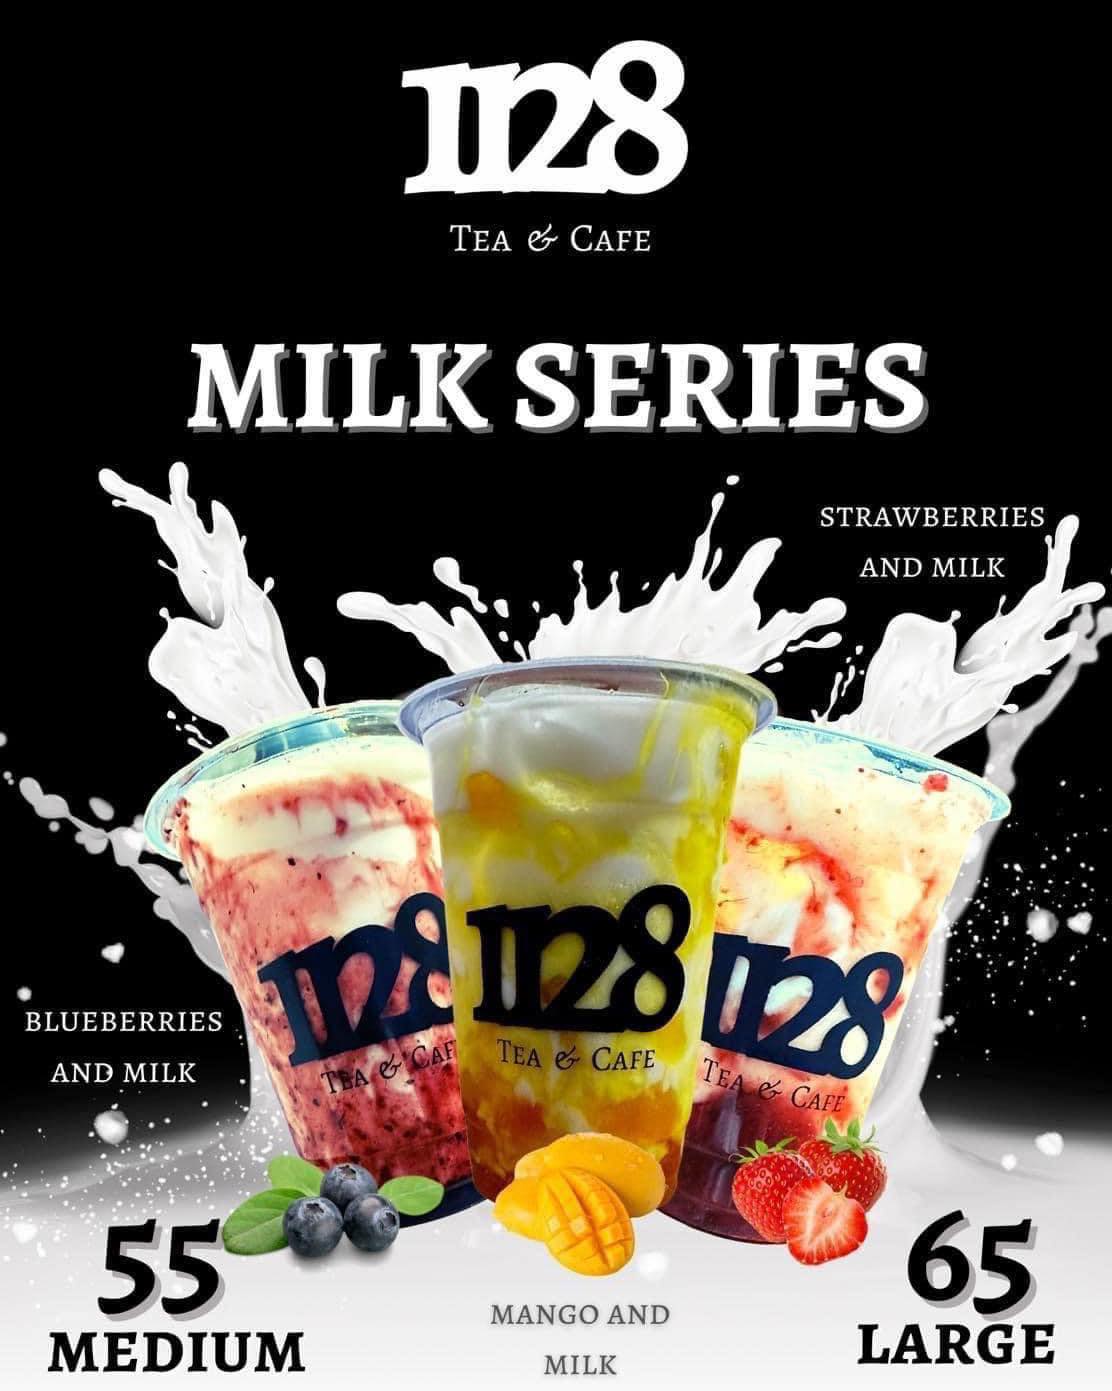 1128
TEA & CAFE
MILK SERIES
STRAWBERRIES
AND MILK
1128
TEA & CAFE
1128
TEA & CAFE
1128
TEA & CAFE
BLUEBERRIES
AND MILK
55
MEDIUM
MANGO AND
MILK
65
LARGE